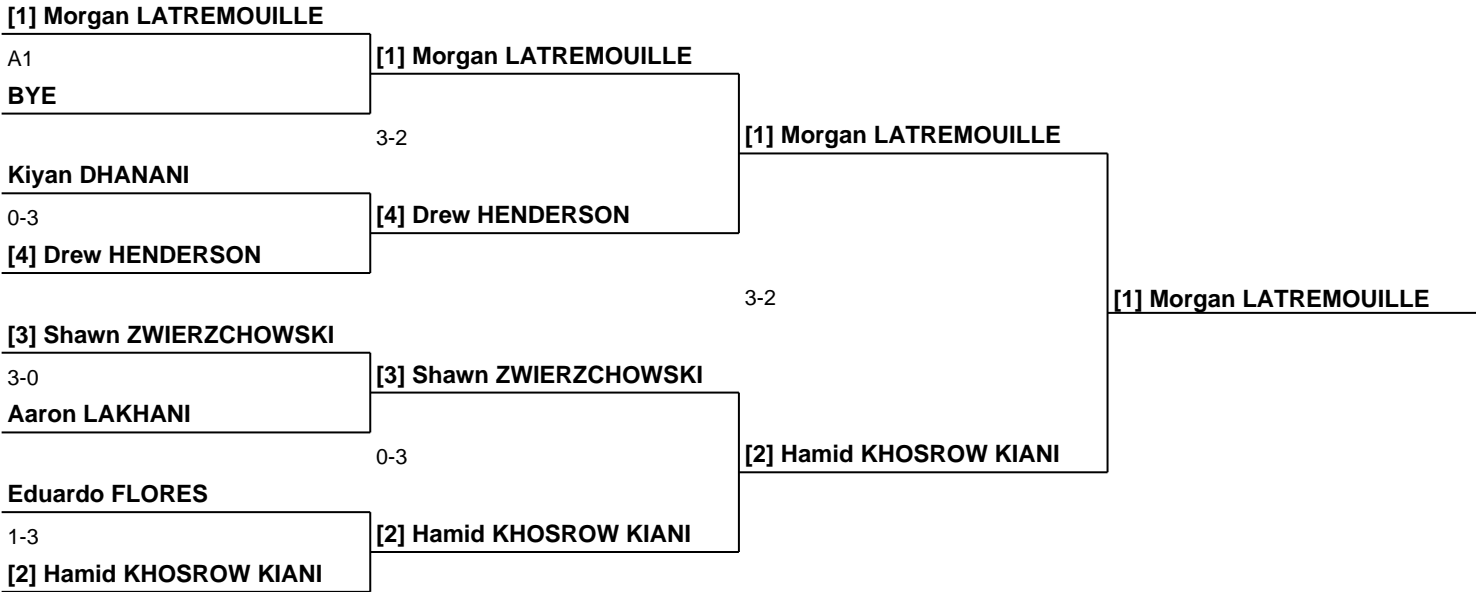 [1] Morgan LATREMOUILLE
A1
[1] Morgan LATREMOUILLE
BYE
3-2
[1] Morgan LATREMOUILLE
Kiyan DHANANI
0-3
[4] Drew HENDERSON
[4] Drew HENDERSON
3-2
[1] Morgan LATREMOUILLE
[3] Shawn ZWIERZCHOWSKI
3-0
[3] Shawn ZWIERZCHOWSKI
Aaron LAKHANI
0-3
[2] Hamid KHOSROW KIANI
Eduardo FLORES
1-3
[2] Hamid KHOSROW KIANI
[2] Hamid KHOSROW KIANI